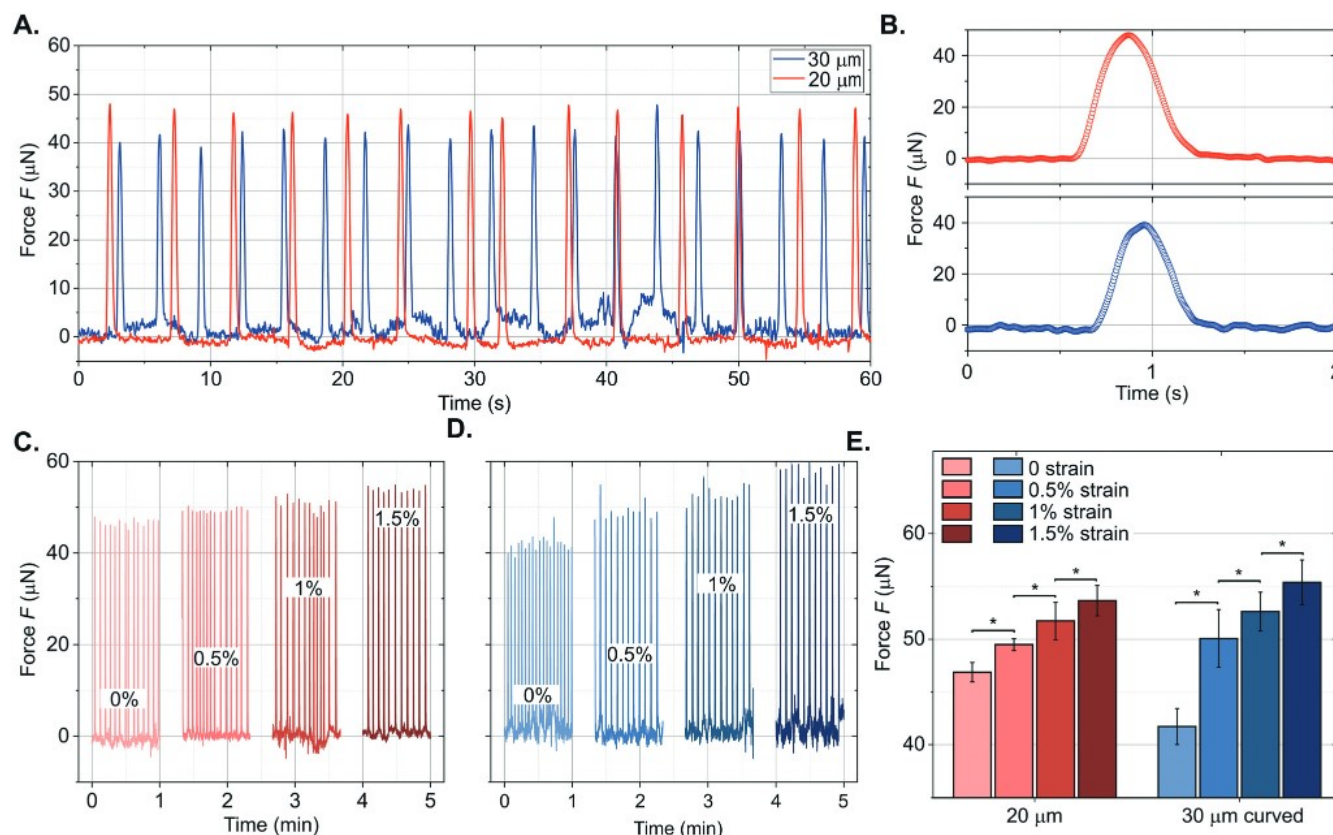 A.
60
50
40
30
20
10
0
Force F (μN)
30 μm
20 μm
0 10 20 30 40 50 60
Time (s)
B.
40
20
0
40
20
0
Force F (μN)
0 1 2
Time (s)
C.
60
40
20
0
Force F (μN)
0%
0.5%
1%
1.5%
0 1 2 3 4 5
Time (min)
D.
0%
0.5%
1%
1.5%
0 1 2 3 4 5
Time (min)
E.
0 strain
0.5% strain
1% strain
1.5% strain
60
50
40
Force F (μN)
* * *
* * *
20 μm 30 μm curved